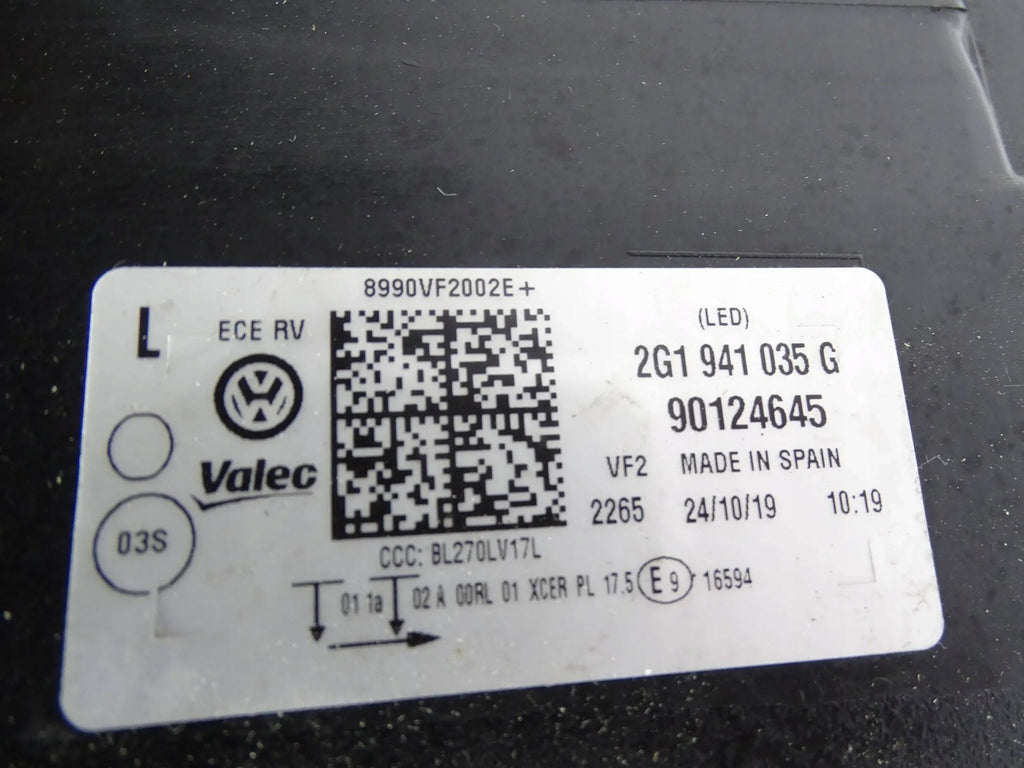 8990VF2002E+
L
ECE RV
Valeo
03S
(LED)
2G1 941 035 G
90124645
VF2 MADE IN SPAIN
2265 24/10/19 10:19
CCC: BL270LV17L
01 1a 02 A 00RL 01 XCER PL 17.5 E9 16594